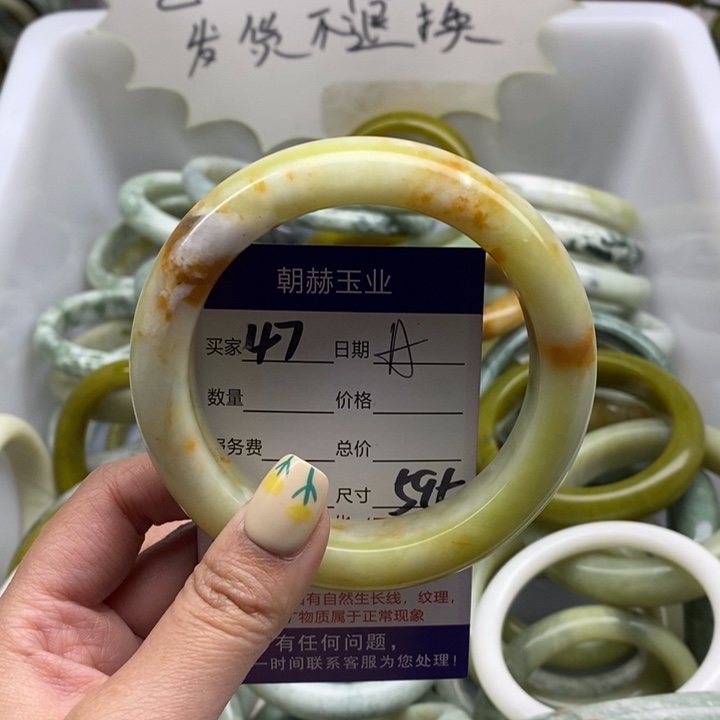 发货不退换
朝赫玉业
买家 47 日期
数量 价格
务费 总价
尺寸
有自然生长线，纹理，
矿物质属于正常现象
有任何问题，
一时间联系客服为您处理！